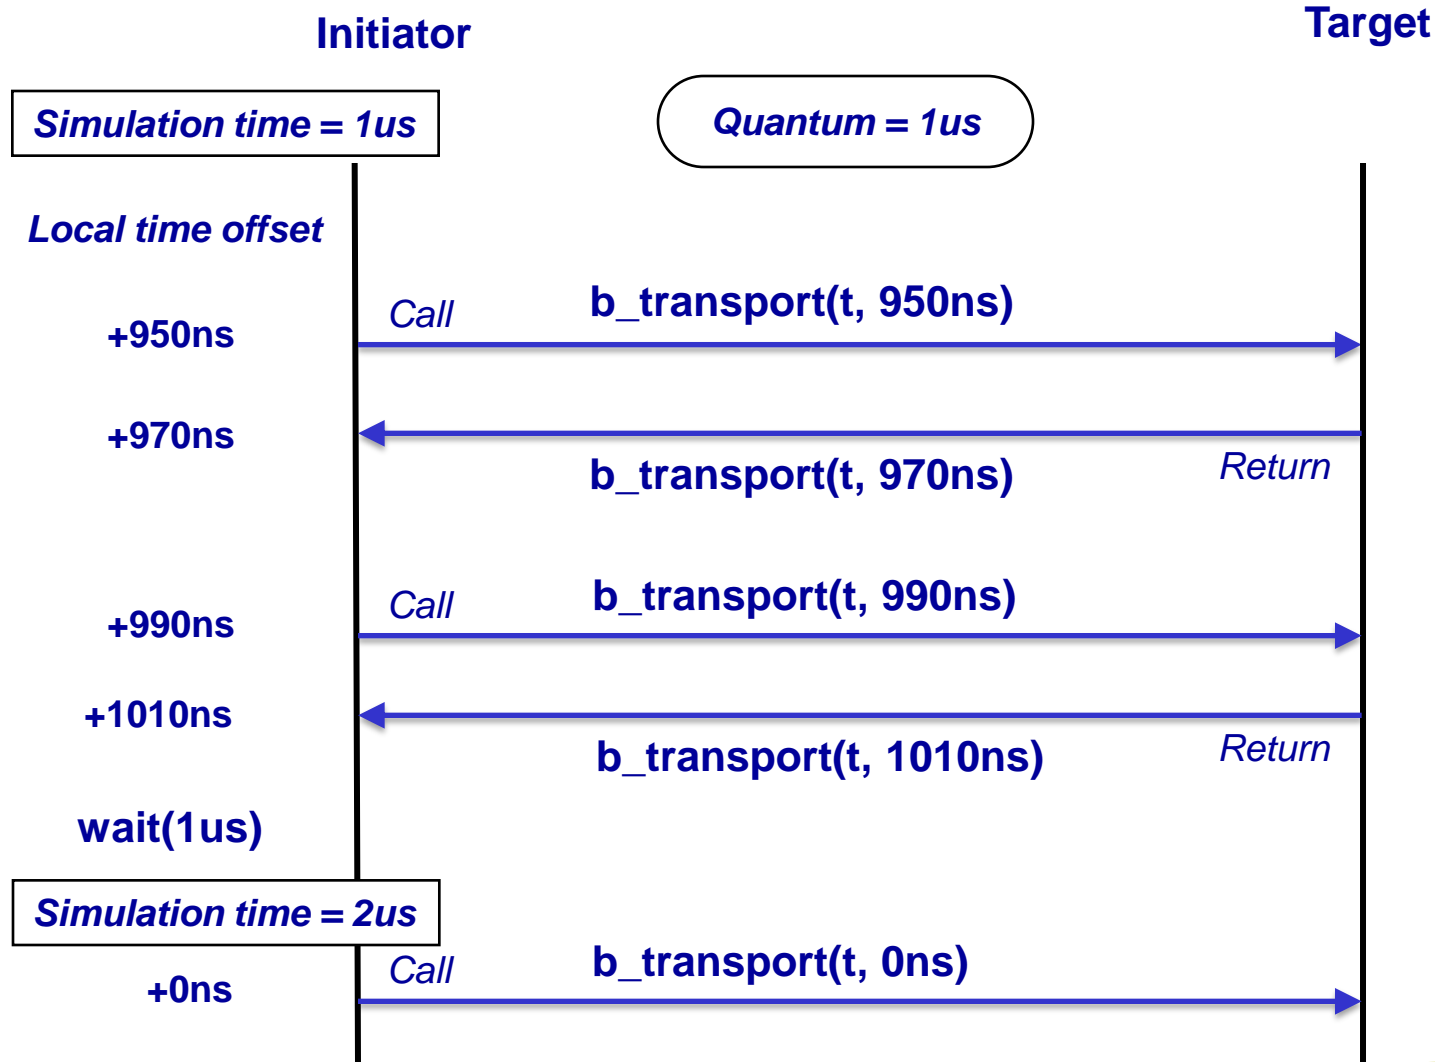 Initiator
Target
Simulation time = 1us
Quantum = 1us
Local time offset
+950ns
Call
b_transport(t, 950ns)
+970ns
b_transport(t, 970ns)
Return
+990ns
Call
b_transport(t, 990ns)
+1010ns
b_transport(t, 1010ns)
Return
wait(1us)
Simulation time = 2us
+0ns
Call
b_transport(t, 0ns)